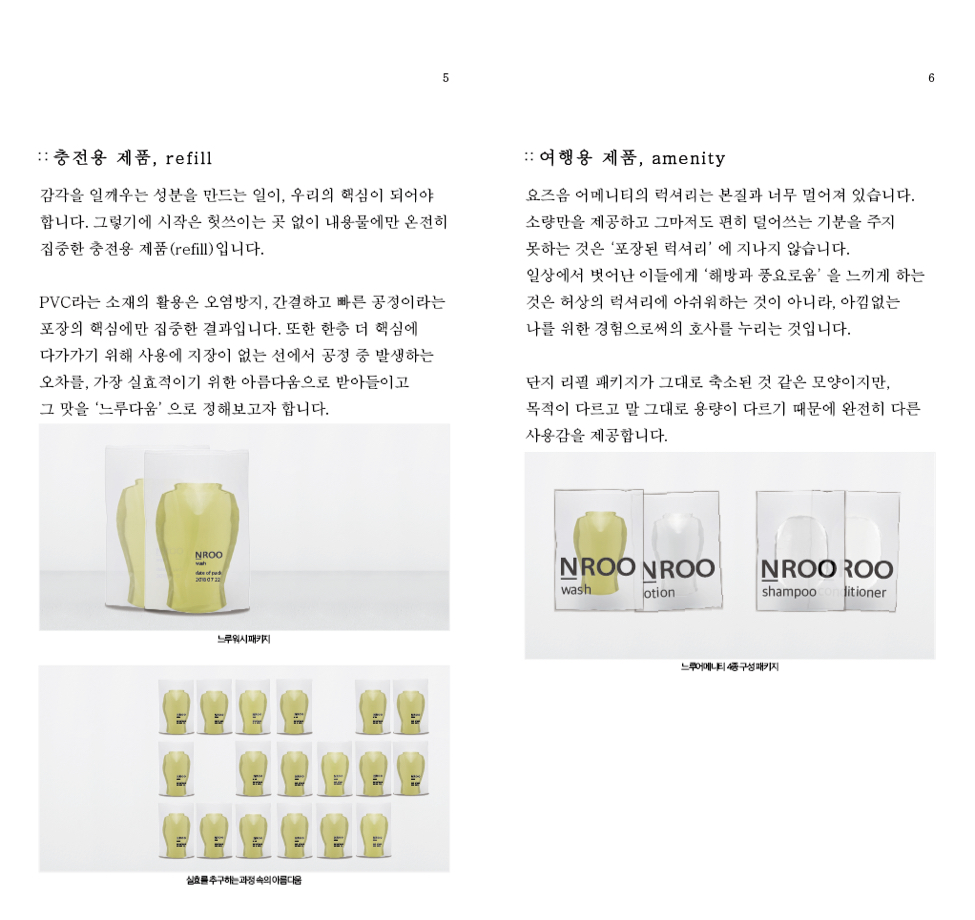 5
∷ 충전용 제품, refill
감각을 일깨우는 성분을 만드는 일이, 우리의 핵심이 되어야
합니다. 그렇기에 시작은 헛쓰이는 곳 없이 내용물에만 온전히
집중한 충전용 제품(refill)입니다.
PVC라는 소재의 활용은 오염방지, 간결하고 빠른 공정이라는
포장의 핵심에만 집중한 결과입니다. 또한 한층 더 핵심에
다가가기 위해 사용에 지장이 없는 선에서 공정 중 발생하는
오차를, 가장 실효적이기 위한 아름다움으로 받아들이고
그 맛을 ‘느루다움’ 으로 정해보고자 합니다.
NROO
wash
date of pack
2018 07 22
느루워시 패키지
실효를 추구하는 과정 속의 아름다움
6
∷ 여행용 제품, amenity
요즈음 어메니티의 럭셔리는 본질과 너무 멀어져 있습니다.
소량만을 제공하고 그마저도 편히 덜어쓰는 기분을 주지
못하는 것은 ‘포장된 럭셔리’ 에 지나지 않습니다.
일상에서 벗어난 이들에게 ‘해방과 풍요로움’ 을 느끼게 하는
것은 허상의 럭셔리에 아쉬워하는 것이 아니라, 아낌없는
나를 위한 경험으로써의 호사를 누리는 것입니다.
단지 리필 패키지가 그대로 축소된 것 같은 모양이지만,
목적이 다르고 말 그대로 용량이 다르기 때문에 완전히 다른
사용감을 제공합니다.
NROO NROO NROO ROO
wash otion shampoo conditioner
느루어메니티 4종 구성 패키지